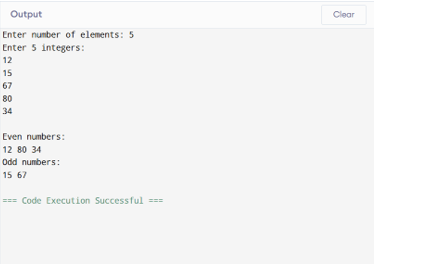 Output
Clear
Enter number of elements: 5
Enter 5 integers:
12
15
67
80
34
Even numbers:
12 80 34
Odd numbers:
15 67
=== Code Execution Successful ===